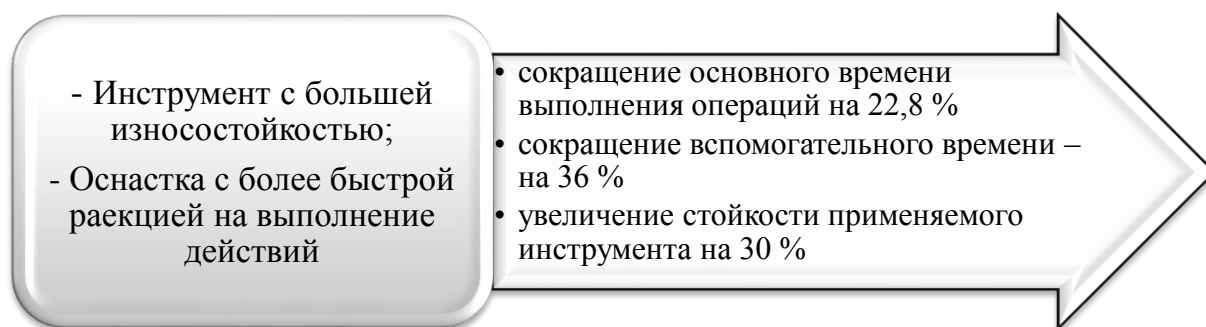 - Инструмент с большей
износостойкостью;
- Оснастка с более быстрой
раекцией на выполнение
действий
• сокращение основного времени
выполнения операций на 22,8 %
• сокращение вспомогательного времени –
на 36 %
• увеличение стойкости применяемого
инструмента на 30 %